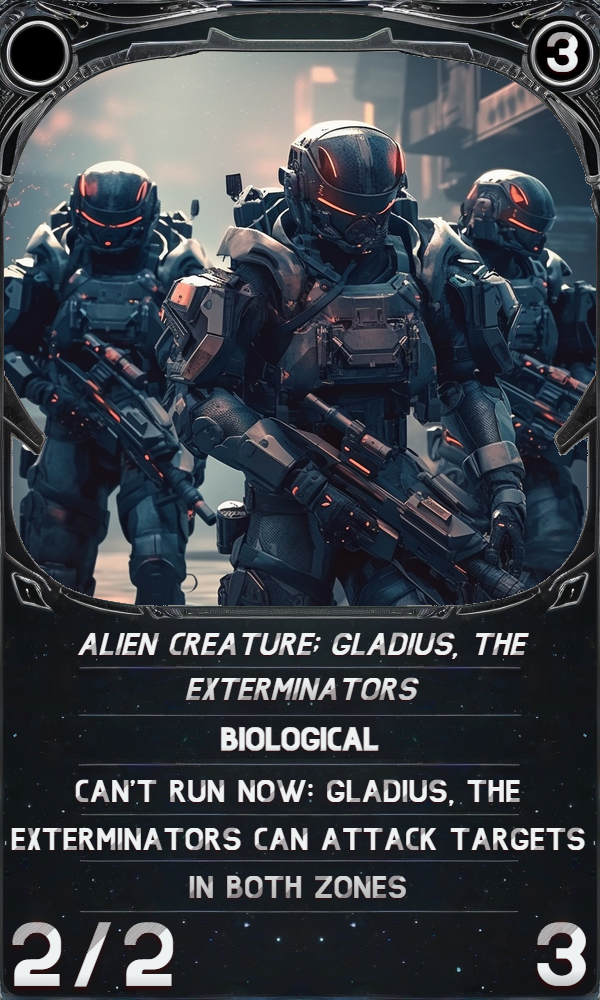 3
ALIEN CREATURE; GLADIUS, THE
EXTERMINATORS
BIOLOGICAL
CAN'T RUN NOW: GLADIUS, THE
EXTERMINATORS CAN ATTACK TARGETS
IN BOTH ZONES
2/2 3